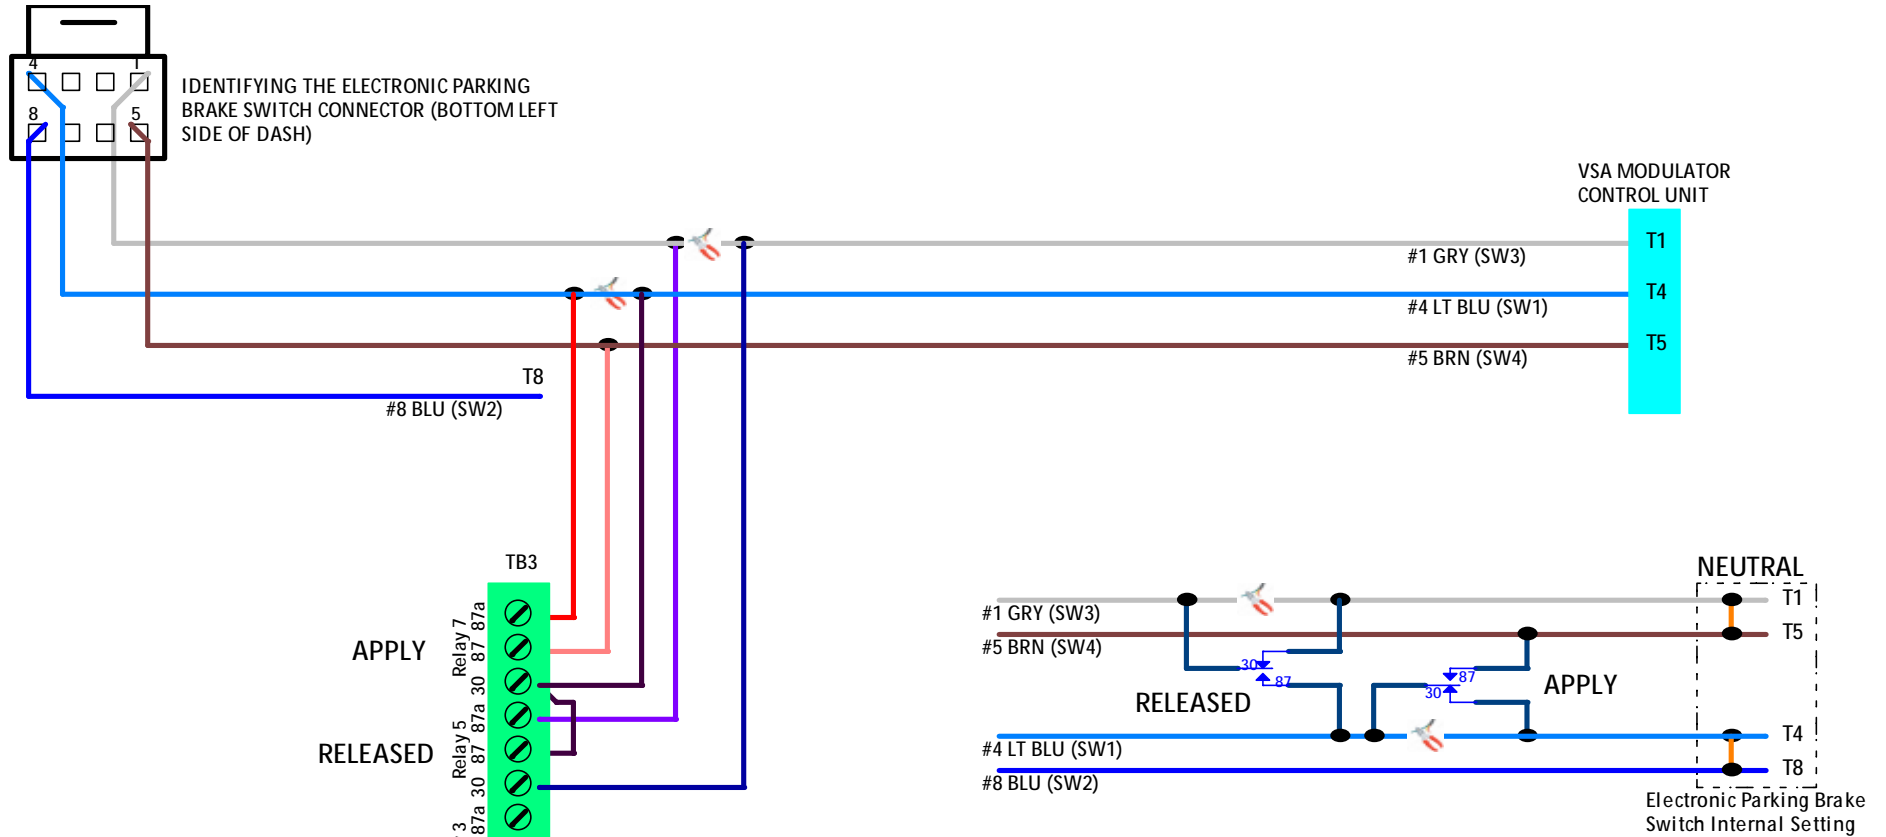 4
1
8
5
IDENTIFYING THE ELECTRONIC PARKING
BRAKE SWITCH CONNECTOR (BOTTOM LEFT
SIDE OF DASH)
VSA MODULATOR
CONTROL UNIT
T1
#1 GRY (SW3)
T4
#4 LT BLU (SW1)
T5
#5 BRN (SW4)
T8
#8 BLU (SW2)
TB3
APPLY
Relay 7
87a
87
30
RELEASED
Relay 5
87a
87
30
3
87a
NEUTRAL
#1 GRY (SW3)
T1
#5 BRN (SW4)
T5
30
87
RELEASED
87
30
APPLY
#4 LT BLU (SW1)
T4
#8 BLU (SW2)
T8
Electronic Parking Brake
Switch Internal Setting